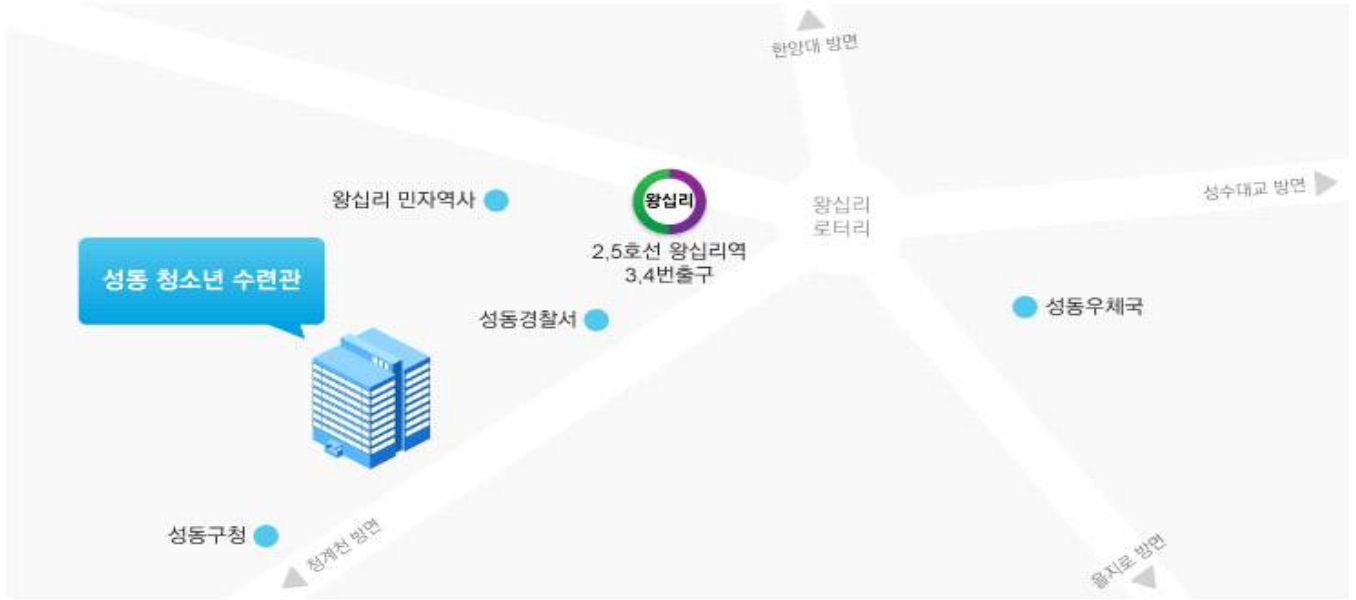 한양대 방면
성수대교 방면
왕십리 민자역사
왕십리
왕십리
로터리
2,5호선 왕십리역
3,4번출구
성동 청소년 수련관
성동경찰서
성동우체국
성동구청
청계천 방면
을지로 방면